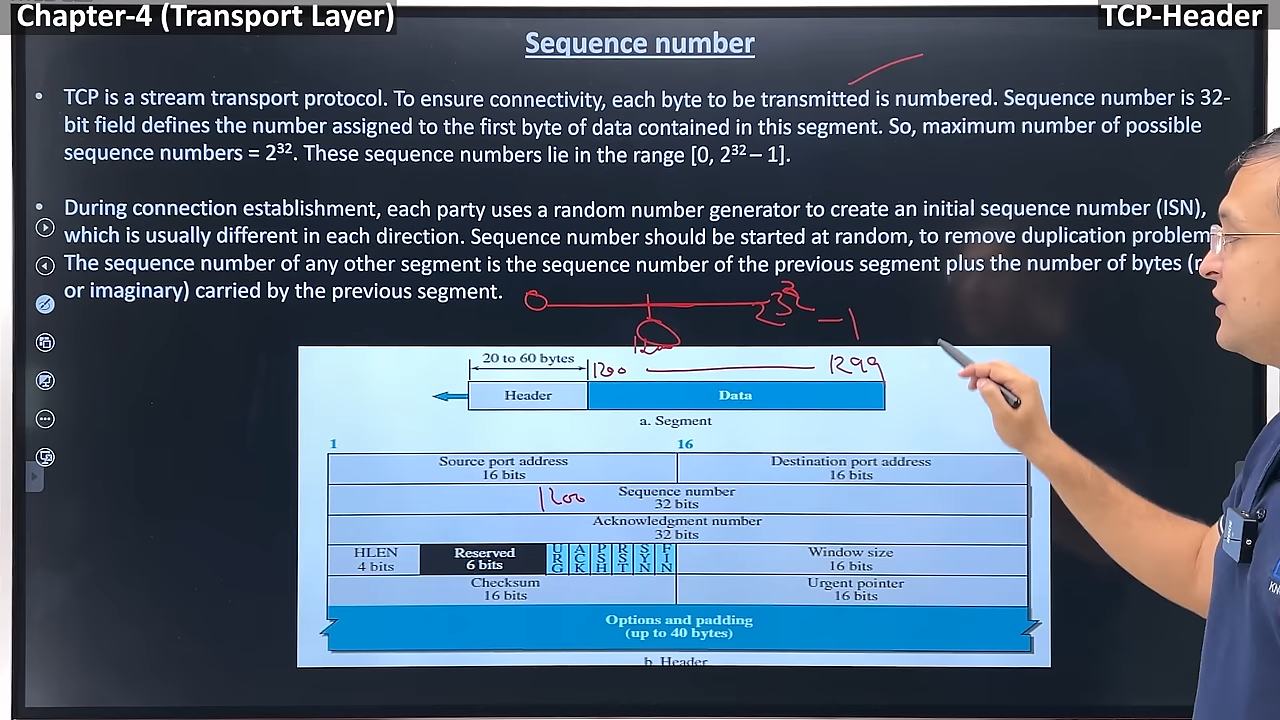 Chapter-4 (Transport Layer)
TCP-Header
Sequence number
• TCP is a stream transport protocol. To ensure connectivity, each byte to be transmitted is numbered. Sequence number is 32-
bit field defines the number assigned to the first byte of data contained in this segment. So, maximum number of possible
sequence numbers = 2³². These sequence numbers lie in the range [0, 2³² – 1].
• During connection establishment, each party uses a random number generator to create an initial sequence number (ISN),
which is usually different in each direction. Sequence number should be started at random, to remove duplication problem
The sequence number of any other segment is the sequence number of the previous segment plus the number of bytes (r
or imaginary) carried by the previous segment.
0 2³² – 1
1200
20 to 60 bytes
1200 1299
Header Data
a. Segment
1 16
Source port address
16 bits
Destination port address
16 bits
1200 Sequence number
32 bits
Acknowledgment number
32 bits
HLEN
4 bits
Reserved
6 bits
URG ACK PSH RST SYN FIN
Window size
16 bits
Checksum
16 bits
Urgent pointer
16 bits
Options and padding
(up to 40 bytes)
b. Header